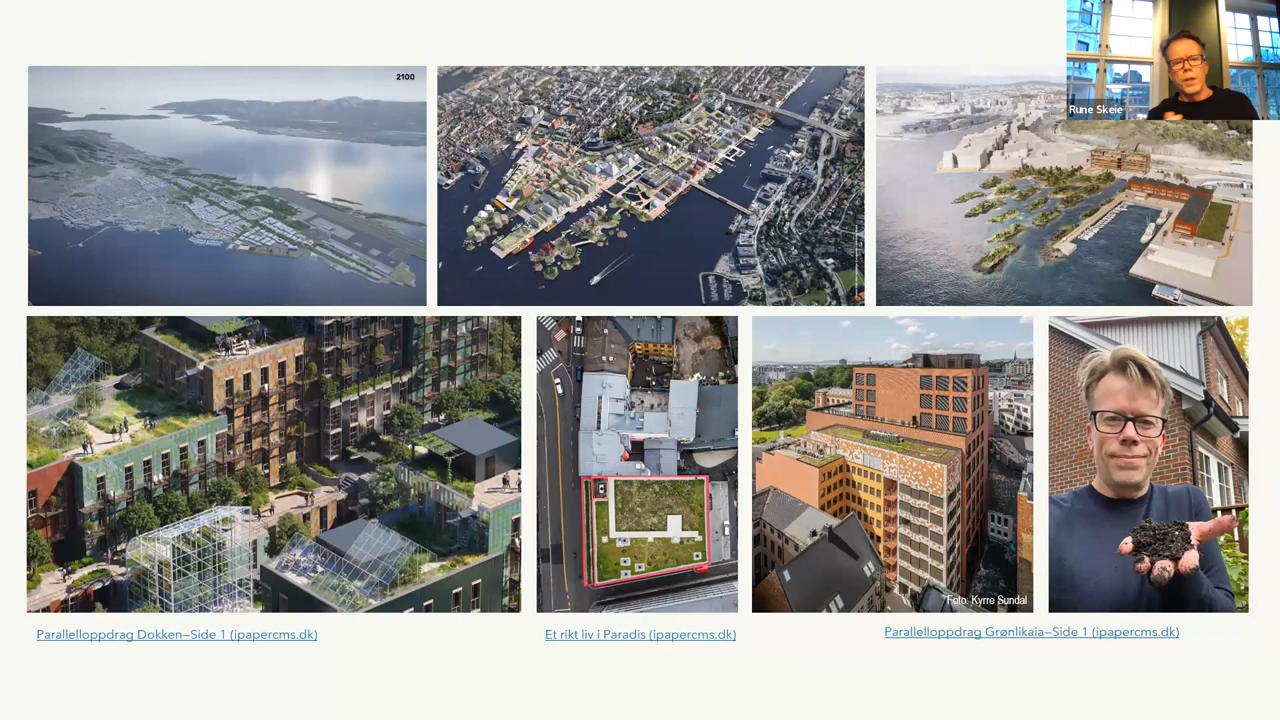 2100
Rune Skeie
Foto: Kyrre Sundal
Parallelloppdrag Dokken—Side 1 (ipapercms.dk)
Et rikt liv i Paradis (ipapercms.dk)
Parallelloppdrag Grønlikaia—Side 1 (ipapercms.dk)